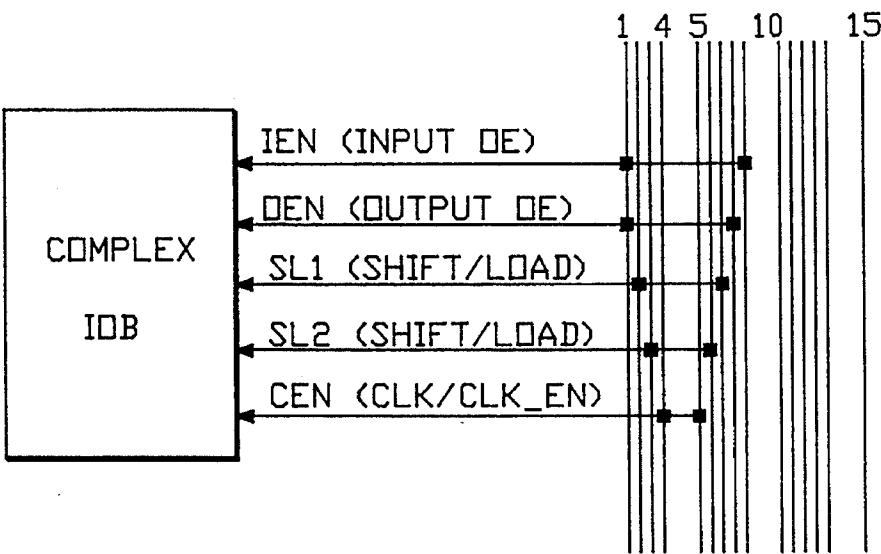 1 4 5 10 15
IEN (INPUT OE)
OEN (OUTPUT OE)
COMPLEX
IOB
SL1 (SHIFT/LOAD)
SL2 (SHIFT/LOAD)
CEN (CLK/CLK_EN)